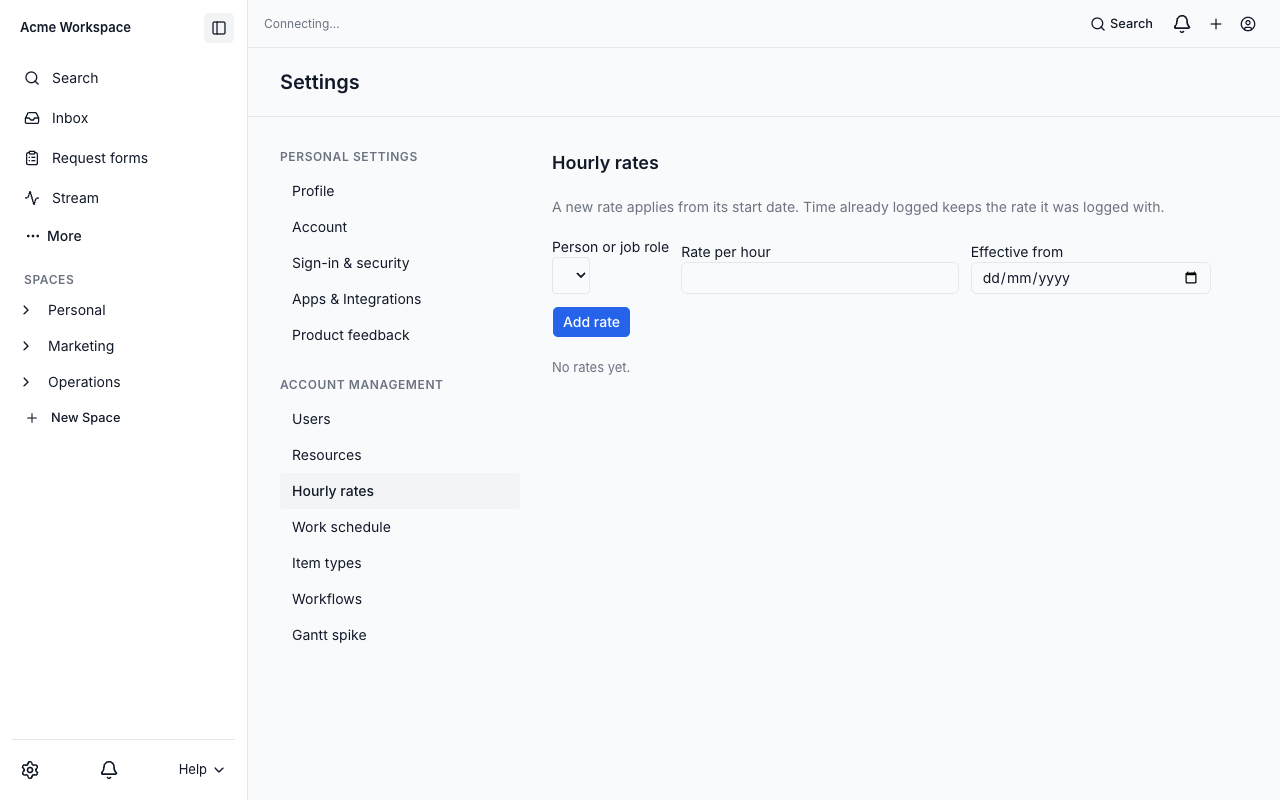 Acme Workspace
Connecting...
Search
Search
Inbox
Request forms
Stream
More
SPACES
Personal
Marketing
Operations
New Space
Help
Settings
PERSONAL SETTINGS
Profile
Account
Sign-in & security
Apps & Integrations
Product feedback
ACCOUNT MANAGEMENT
Users
Resources
Hourly rates
Work schedule
Item types
Workflows
Gantt spike
Hourly rates
A new rate applies from its start date. Time already logged keeps the rate it was logged with.
Person or job role
Rate per hour
Effective from
dd/mm/yyyy
Add rate
No rates yet.